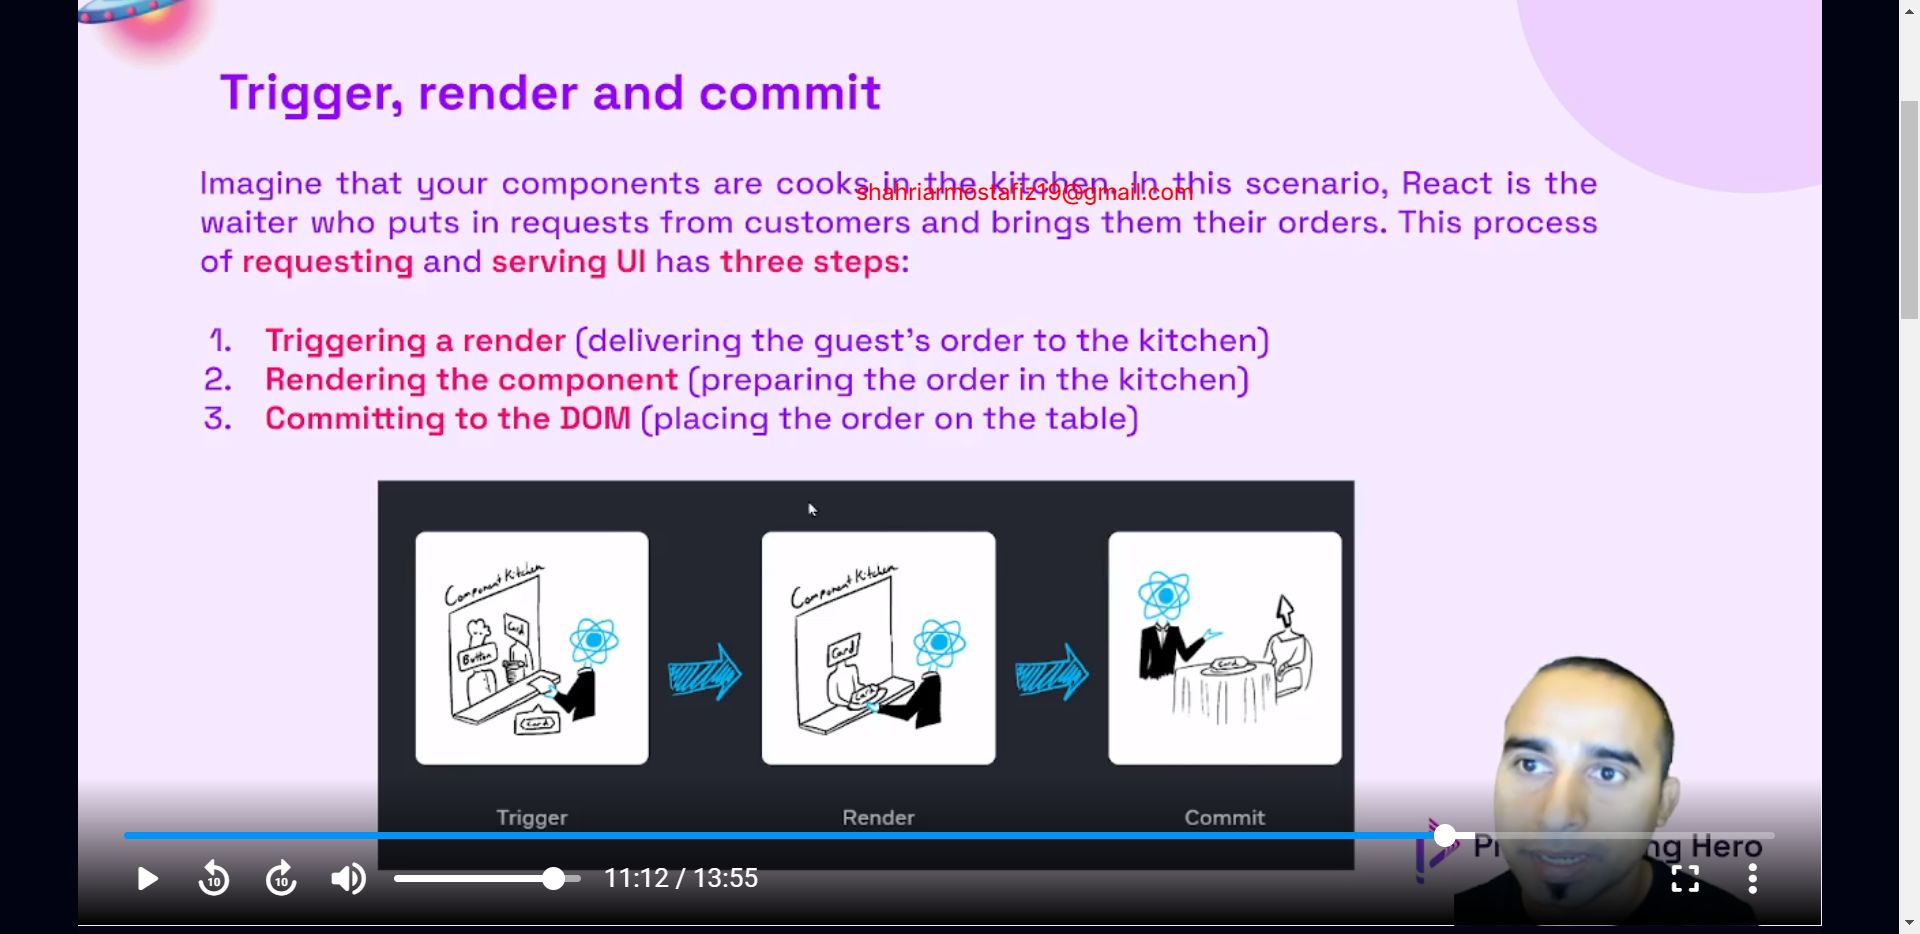 Trigger, render and commit
Imagine that your components are cooks in the kitchen. In this scenario, React is the
shahriarmostafiz19@gmail.com
waiter who puts in requests from customers and brings them their orders. This process
of requesting and serving UI has three steps:
1. Triggering a render (delivering the guest's order to the kitchen)
2. Rendering the component (preparing the order in the kitchen)
3. Committing to the DOM (placing the order on the table)
Component Kitchen
Card
Button
Card
Component Kitchen
Card
Card
Card
Trigger
Render
Commit
Hero
10
10
11:12 / 13:55